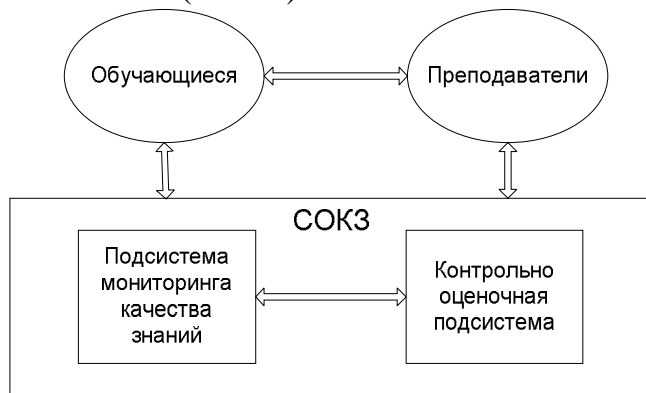 Обучающиеся
Преподаватели
СОКЗ
Подсистема
мониторинга
качества
знаний
Контрольно
оценочная
подсистема